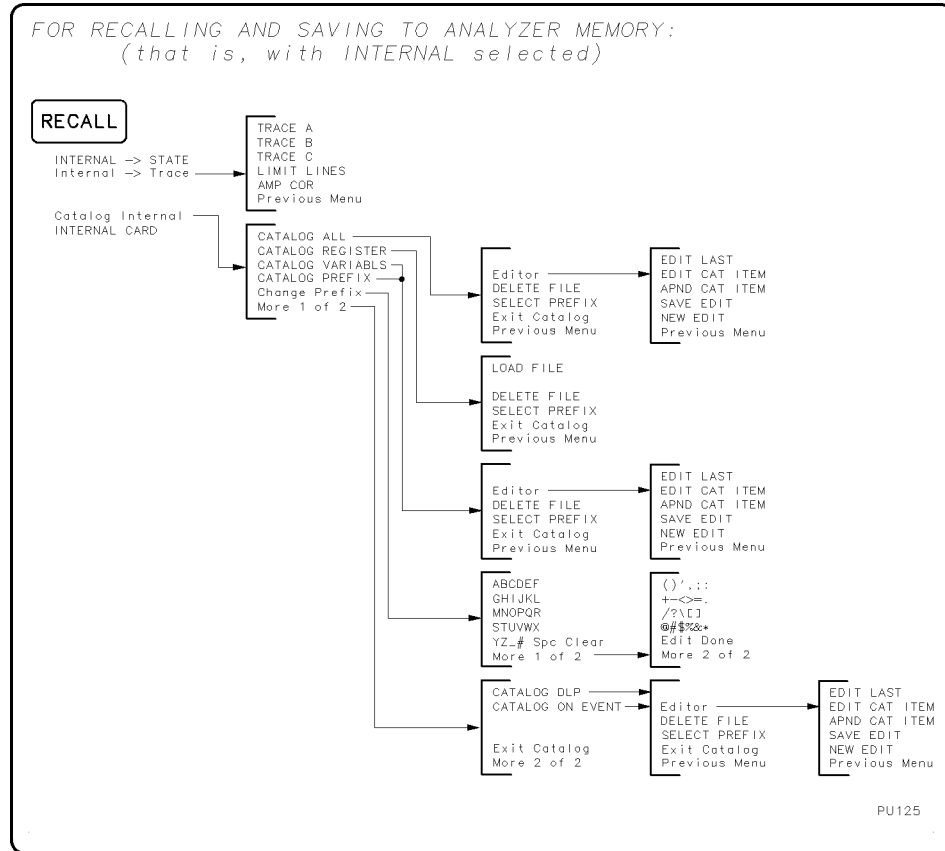 FOR RECALLING AND SAVING TO ANALYZER MEMORY:
(that is, with INTERNAL selected)
RECALL
INTERNAL -> STATE
Internal -> Trace
Catalog Internal
INTERNAL CARD
TRACE A
TRACE B
TRACE C
LIMIT LINES
AMP COR
Previous Menu
CATALOG ALL
CATALOG REGISTER
CATALOG VARIABLS
CATALOG PREFIX
Change Prefix
More 1 of 2
Editor
DELETE FILE
SELECT PREFIX
Exit Catalog
Previous Menu
EDIT LAST
EDIT CAT ITEM
APND CAT ITEM
SAVE EDIT
NEW EDIT
Previous Menu
LOAD FILE
DELETE FILE
SELECT PREFIX
Exit Catalog
Previous Menu
Editor
DELETE FILE
SELECT PREFIX
Exit Catalog
Previous Menu
EDIT LAST
EDIT CAT ITEM
APND CAT ITEM
SAVE EDIT
NEW EDIT
Previous Menu
ABCDEF
GHIJKL
MNOPQR
STUVWX
YZ_# Spc Clear
More 1 of 2
()',;:
+-<>=.
/?\[]
@#$%&*
Edit Done
More 2 of 2
CATALOG DLP
CATALOG ON EVENT
Exit Catalog
More 2 of 2
Editor
DELETE FILE
SELECT PREFIX
Exit Catalog
Previous Menu
EDIT LAST
EDIT CAT ITEM
APND CAT ITEM
SAVE EDIT
NEW EDIT
Previous Menu
PU125